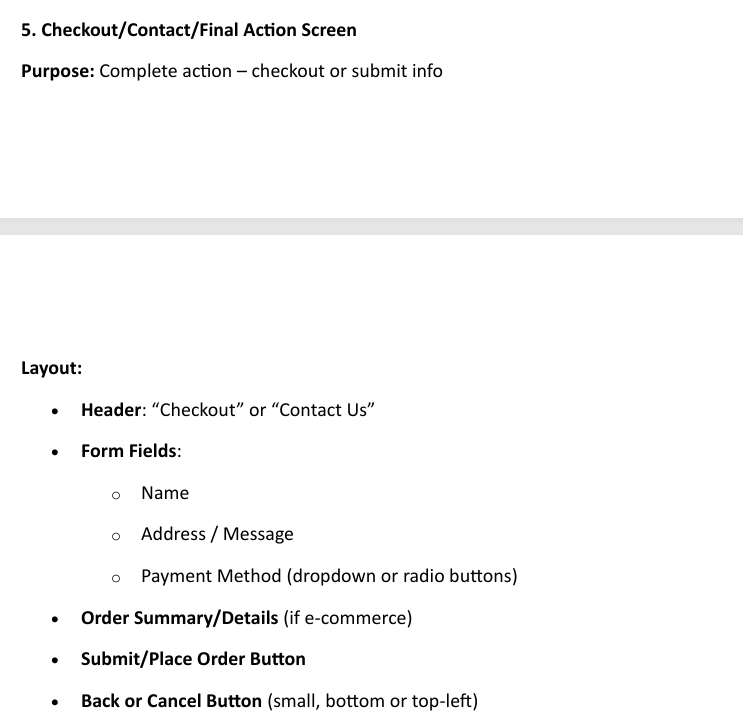 5. Checkout/Contact/Final Action Screen
Purpose: Complete action – checkout or submit info
Layout:
• Header: “Checkout” or “Contact Us”
• Form Fields:
o Name
o Address / Message
o Payment Method (dropdown or radio buttons)
• Order Summary/Details (if e-commerce)
• Submit/Place Order Button
• Back or Cancel Button (small, bottom or top-left)